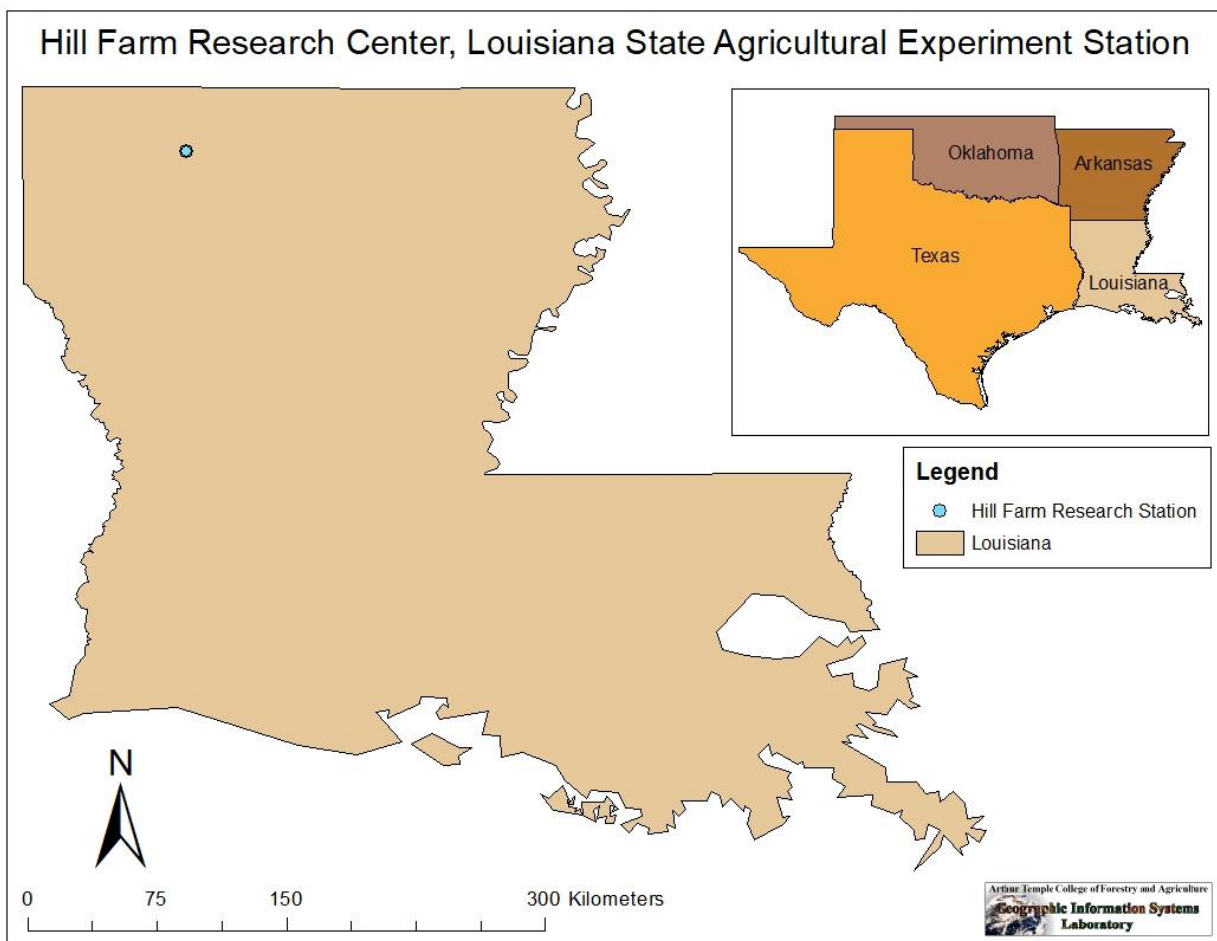 Hill Farm Research Center, Louisiana State Agricultural Experiment Station
Oklahoma
Arkansas
Texas
Louisiana
Legend
Hill Farm Research Station
Louisiana
N
0 75 150 300 Kilometers
Arthur Temple College of Forestry and Agriculture
Geographic Information Systems
Laboratory